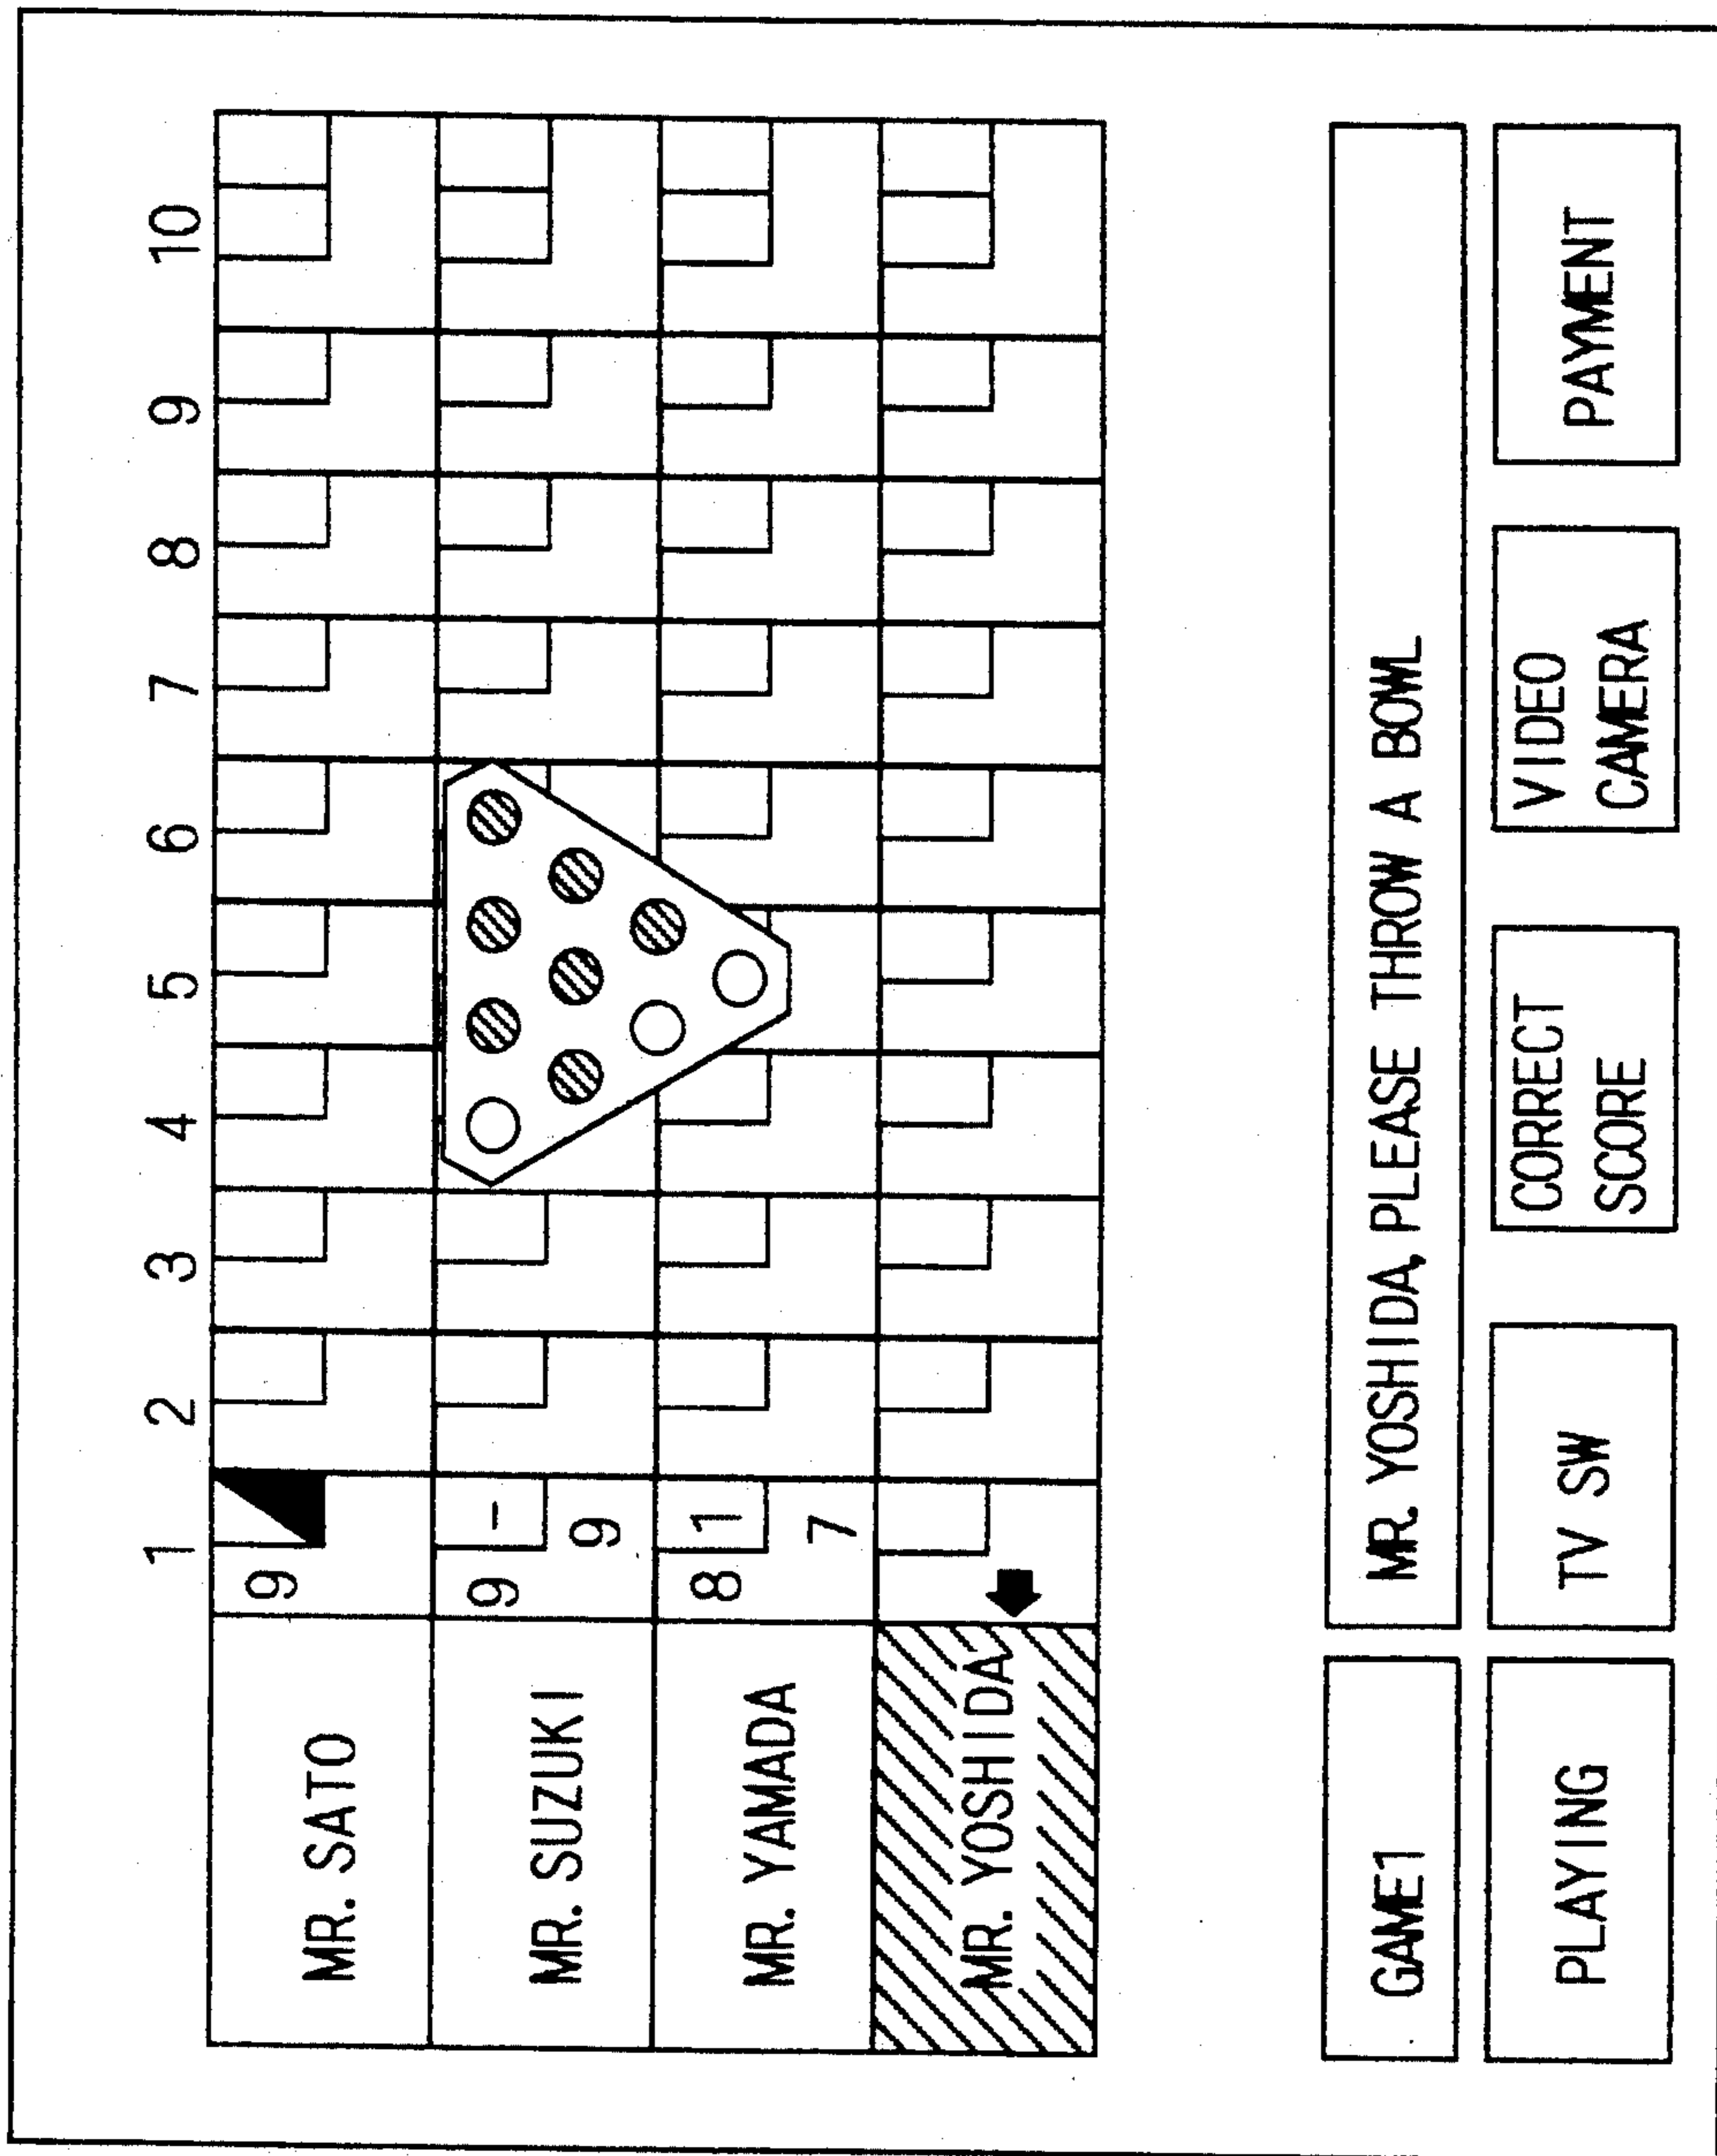 1 2 3 4 5 6 7 8 9 10
MR. SATO 9
MR. SUZUKI 9 -
9
MR. YAMADA 8 1
7
MR. YOSHIDA
GAME1 MR. YOSHIDA, PLEASE THROW A BOWL
PLAYING
TV SW
CORRECT
SCORE
VIDEO
CAMERA
PAYMENT